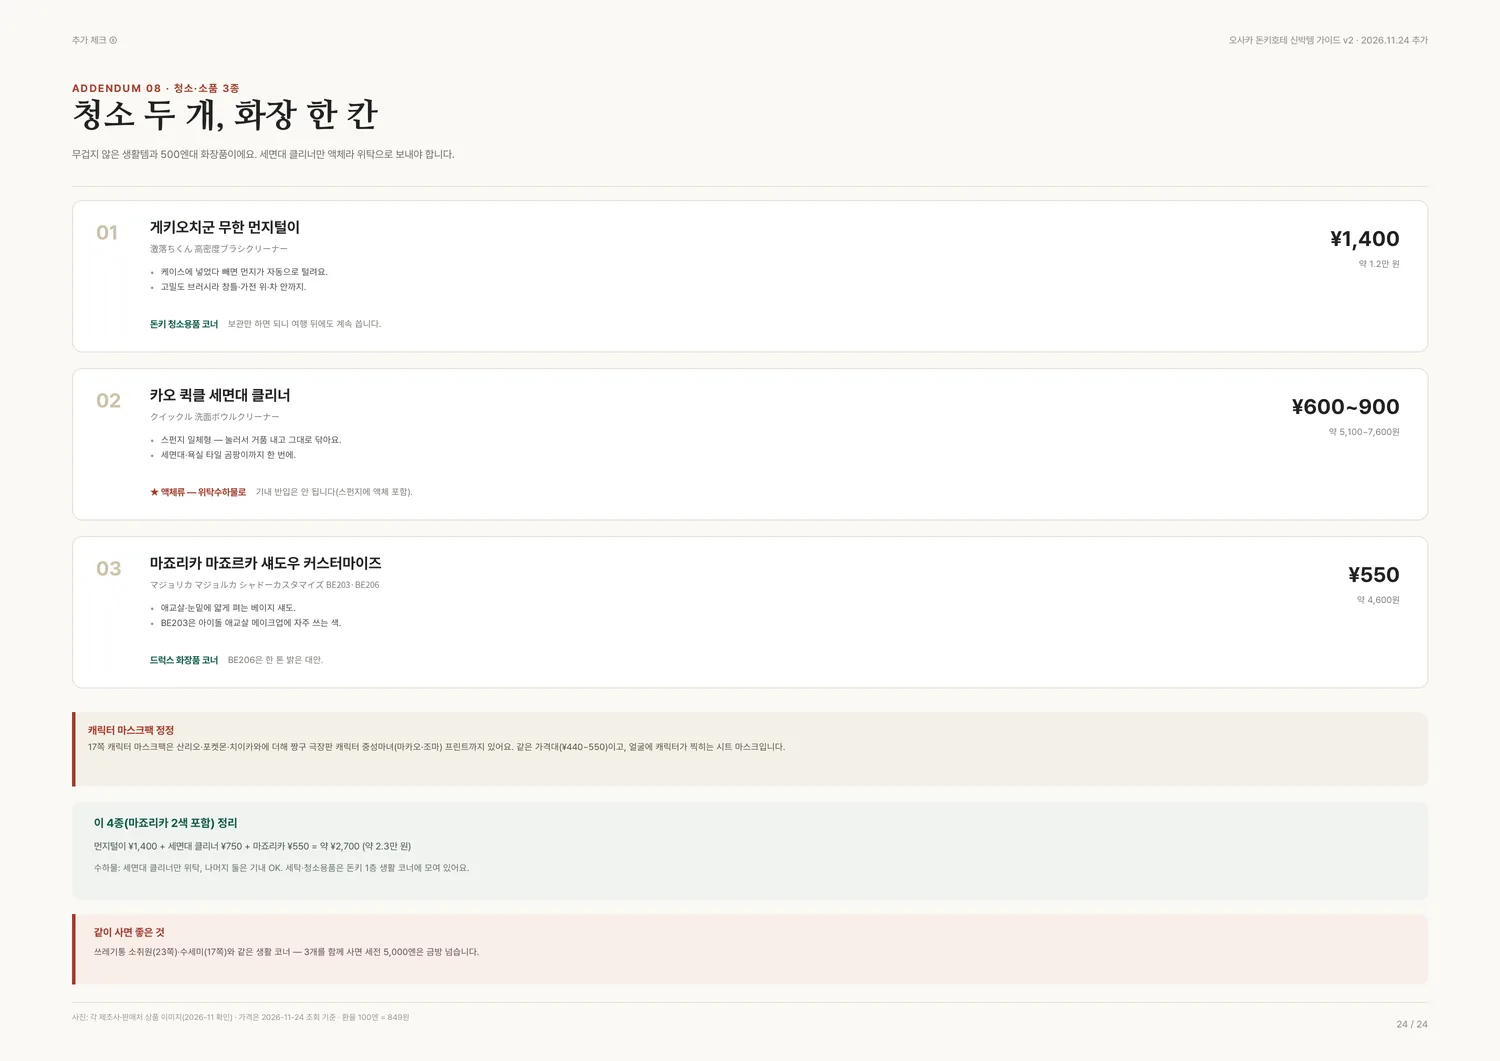 추가 체크 ⑧
오사카 돈키호테 신박템 가이드 v2 · 2026.11.24 추가
ADDENDUM 08 · 청소·소품 3종
청소 두 개, 화장 한 칸
무겁지 않은 생활템과 500엔대 화장품이에요. 세면대 클리너만 액체라 위탁으로 보내야 합니다.
01
게키오치군 무한 먼지털이
激落ちくん 高密度ブラシクリーナー
• 케이스에 넣었다 빼면 먼지가 자동으로 털려요.
• 고밀도 브러시라 창틀·가전 위·차 안까지.
돈키 청소용품 코너 보관만 하면 되니 여행 뒤에도 계속 씁니다.
¥1,400
약 1.2만 원
02
카오 퀵클 세면대 클리너
クイックル 洗面ボウルクリーナー
• 스펀지 일체형 — 눌러서 거품 내고 그대로 닦아요.
• 세면대·욕실 타일 곰팡이까지 한 번에.
★ 액체류 — 위탁수하물로 기내 반입은 안 됩니다(스펀지에 액체 포함).
¥600~900
약 5,100~7,600원
03
마죠리카 마죠르카 섀도우 커스터마이즈
マジョリカ マジョルカ シャドーカスタマイズ BE203·BE206
• 애교살·눈밑에 얇게 펴는 베이지 섀도.
• BE203은 아이돌 애교살 메이크업에 자주 쓰는 색.
드럭스 화장품 코너 BE206은 한 톤 밝은 대안.
¥550
약 4,600원
캐릭터 마스크팩 정정
17쪽 캐릭터 마스크팩은 산리오·포켓몬·치이카와에 더해 짱구 극장판 캐릭터 중성마녀(마카오·조마) 프린트까지 있어요. 같은 가격대(¥440~550)이고, 얼굴에 캐릭터가 찍히는 시트 마스크입니다.
이 4종(마죠리카 2색 포함) 정리
먼지털이 ¥1,400 + 세면대 클리너 ¥750 + 마죠리카 ¥550 = 약 ¥2,700 (약 2.3만 원)
수하물: 세면대 클리너만 위탁, 나머지 둘은 기내 OK. 세탁·청소용품은 돈키 1층 생활 코너에 모여 있어요.
같이 사면 좋은 것
쓰레기통 소취원(23쪽)·수세미(17쪽)와 같은 생활 코너 — 3개를 함께 사면 세전 5,000엔은 금방 넘습니다.
사진: 각 제조사·판매처 상품 이미지(2026-11 확인) · 가격은 2026-11-24 조회 기준 · 환율 100엔 = 849원
24 / 24